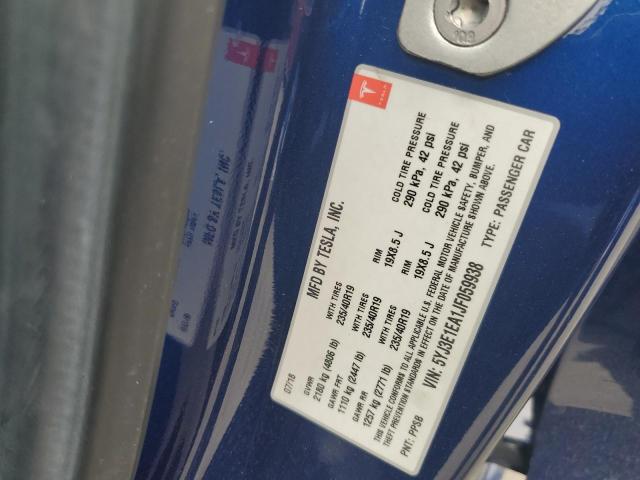 109
TESLA
MFD BY TESLA, INC.
07/18
GVWR
2180 kg (4806 lb)
GAWR FRT WITH TIRES RIM COLD TIRE PRESSURE
1110 kg (2447 lb) 235/40R19 19X8.5 J 290 kPa, 42 psi
GAWR RR WITH TIRES RIM COLD TIRE PRESSURE
1257 kg (2771 lb) 235/40R19 19X8.5 J 290 kPa, 42 psi
THIS VEHICLE CONFORMS TO ALL APPLICABLE U.S. FEDERAL MOTOR VEHICLE SAFETY, BUMPER, AND
THEFT PREVENTION STANDARDS IN EFFECT ON THE DATE OF MANUFACTURE SHOWN ABOVE.
VIN: 5YJ3E1EA1JF059938 TYPE: PASSENGER CAR
PNT: PPSB